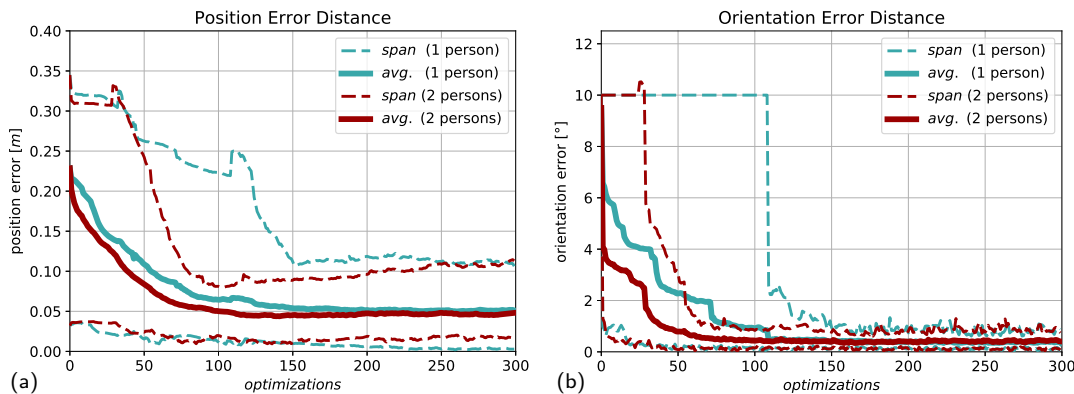 Position Error Distance
position error [m]
0.40
0.35
0.30
0.25
0.20
0.15
0.10
0.05
0.00
span (1 person)
avg. (1 person)
span (2 persons)
avg. (2 persons)
0 50 100 150 200 250 300
optimizations
(a)
Orientation Error Distance
orientation error [°]
12
10
8
6
4
2
0
span (1 person)
avg. (1 person)
span (2 persons)
avg. (2 persons)
0 50 100 150 200 250 300
optimizations
(b)